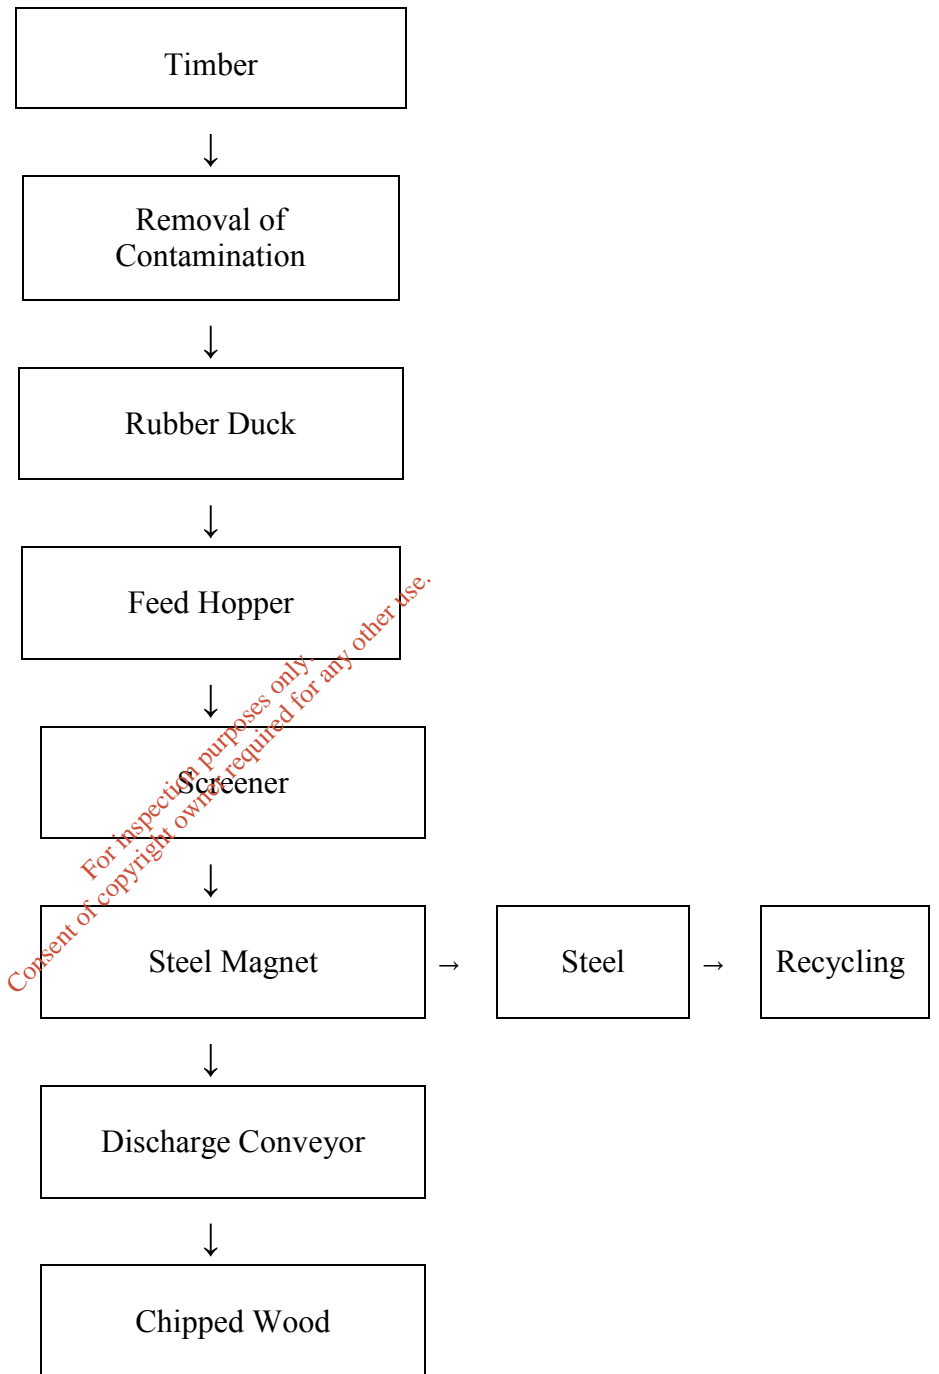 Timber
↓
Removal of
Contamination
↓
Rubber Duck
↓
Feed Hopper
↓
Screener
↓
Steel Magnet → Steel → Recycling
↓
Discharge Conveyor
↓
Chipped Wood
For inspection purposes only.
Consent of copyright owner required for any other use.